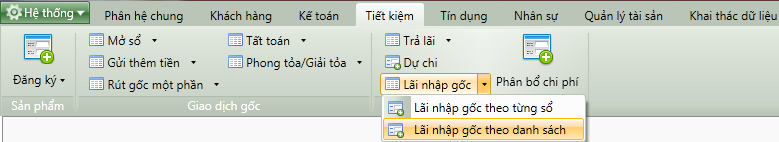 Hệ thống Phân hệ chung Khách hàng Kế toán Tiết kiệm Tín dụng Nhân sự Quản lý tài sản Khai thác dữ liệu
Mở sổ Tất toán Trả lãi
Gửi thêm tiền Phong tỏa/Giải tỏa Dự chi
Đăng ký Rút gốc một phần Lãi nhập gốc Phân bổ chi phí
Sản phẩm Giao dịch gốc
Lãi nhập gốc theo từng sổ
Lãi nhập gốc theo danh sách